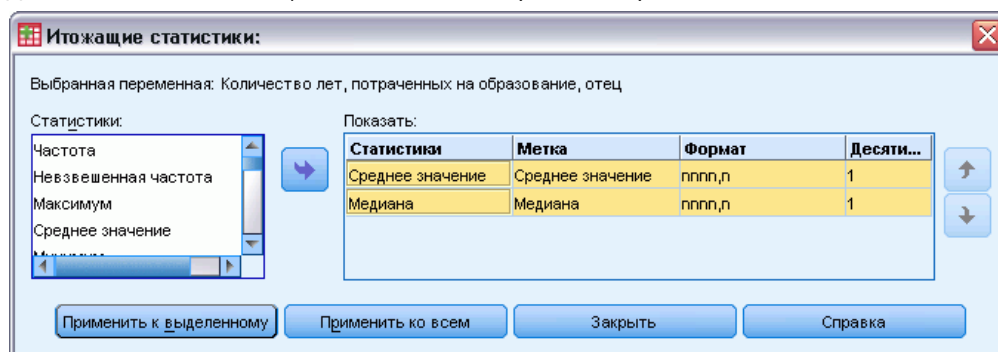 Итожащие статистики:
Выбранная переменная: Количество лет, потраченных на образование, отец
Статистики:
Показать:
Частота
Невзвешенная частота
Максимум
Среднее значение
Статистики Метка Формат Десяти...
Среднее значение Среднее значение nnnn,n 1
Медиана Медиана nnnn,n 1
Применить к выделенному Применить ко всем Закрыть Справка